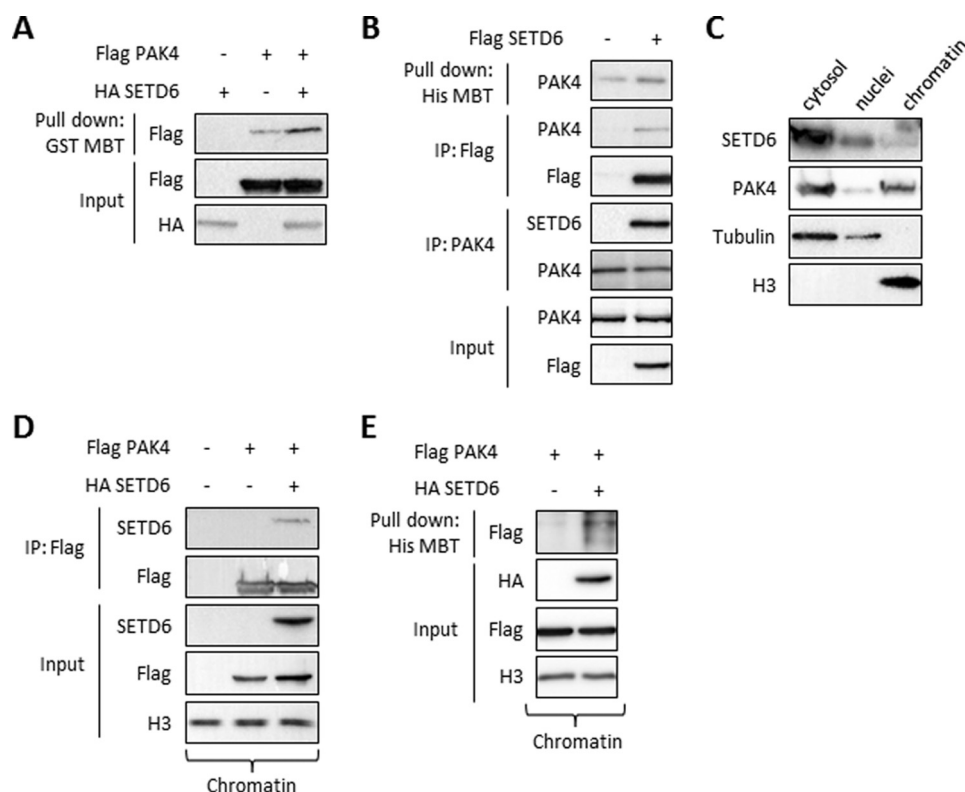 A
Flag PAK4 - + +
HA SETD6 + - +
Pull down: GST MBT
Flag
Input
Flag
HA
B
Flag SETD6 - +
Pull down: His MBT
PAK4
IP: Flag
PAK4
Flag
IP: PAK4
SETD6
PAK4
Input
PAK4
Flag
C
cytosol nuclei chromatin
SETD6
PAK4
Tubulin
H3
D
Flag PAK4 - + +
HA SETD6 - - +
IP: Flag
SETD6
Flag
Input
SETD6
Flag
H3
Chromatin
E
Flag PAK4 + +
HA SETD6 - +
Pull down: His MBT
Flag
Input
HA
Flag
H3
Chromatin